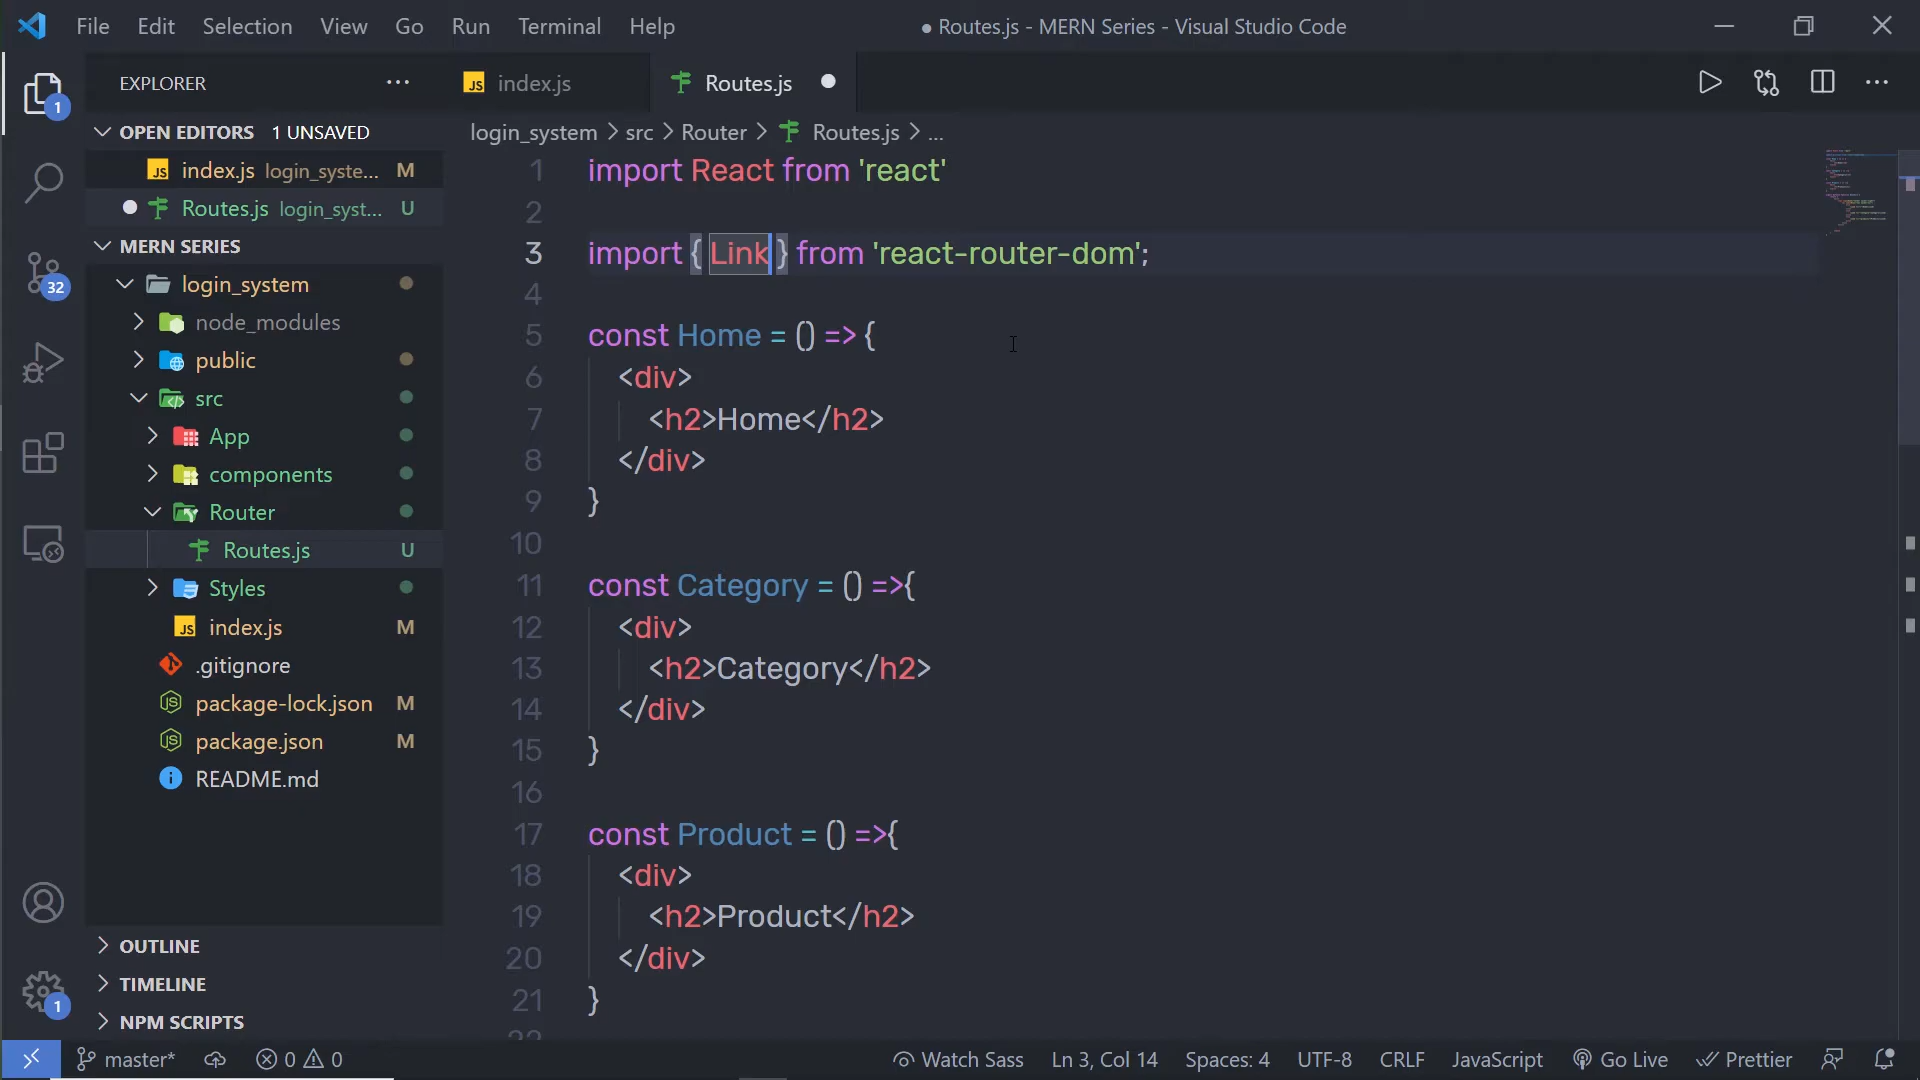 File Edit Selection View Go Run Terminal Help
● Routes.js - MERN Series - Visual Studio Code
EXPLORER
OPEN EDITORS 1 UNSAVED
index.js login_syste... M
Routes.js login_syst... U
MERN SERIES
login_system
node_modules
public
src
App
components
Router
Routes.js U
Styles
index.js M
.gitignore
package-lock.json M
package.json M
README.md
OUTLINE
TIMELINE
NPM SCRIPTS
1
32
1
index.js
Routes.js
login_system > src > Router > Routes.js > ...
1 import React from 'react'
2
3 import { Link } from 'react-router-dom';
4
5 const Home = () => {
6 <div>
7 <h2>Home</h2>
8 </div>
9 }
10
11 const Category = () =>{
12 <div>
13 <h2>Category</h2>
14 </div>
15 }
16
17 const Product = () =>{
18 <div>
19 <h2>Product</h2>
20 </div>
21 }
22
master* 0 0 Watch Sass Ln 3, Col 14 Spaces: 4 UTF-8 CRLF JavaScript Go Live Prettier